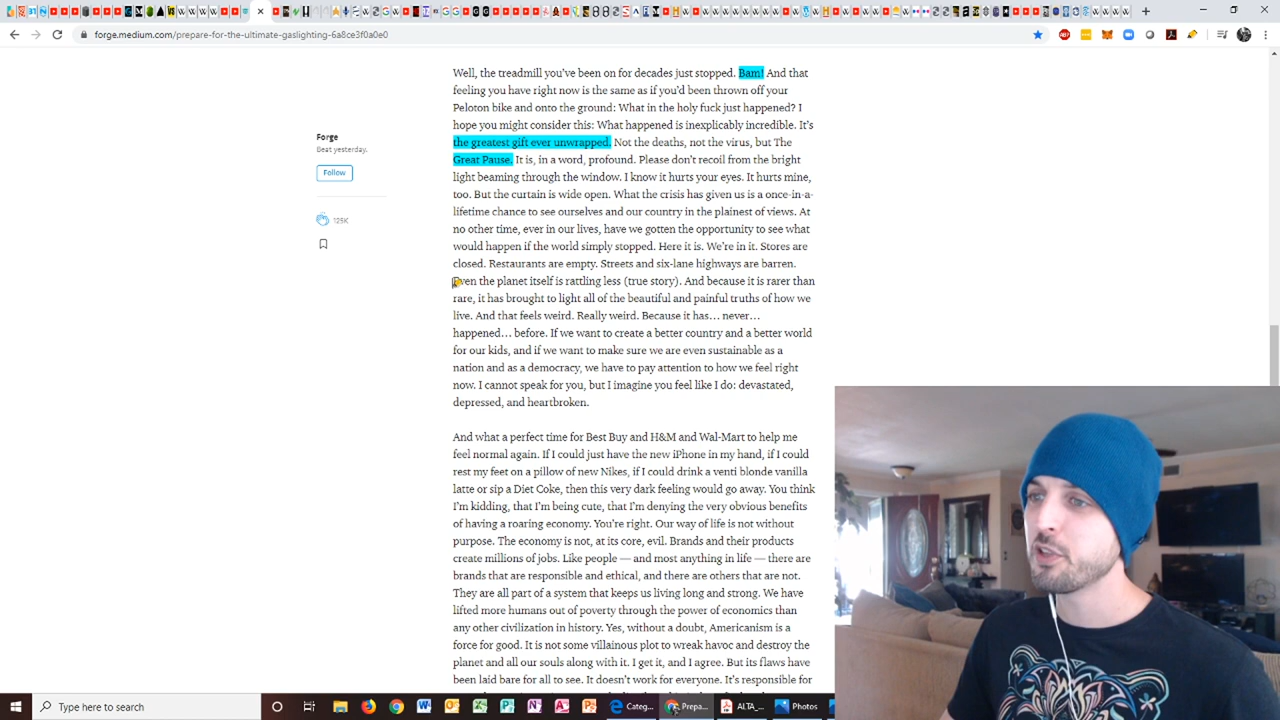 forge.medium.com/prepare-for-the-ultimate-gaslighting-6a8ce3f0a0e0
Well, the treadmill you've been on for decades just stopped. Bam! And that
feeling you have right now is the same as if you'd been thrown off your
Peloton bike and onto the ground: What in the holy fuck just happened? I
hope you might consider this: What happened is inexplicably incredible. It's
the greatest gift ever unwrapped. Not the deaths, not the virus, but The
Great Pause. It is, in a word, profound. Please don't recoil from the bright
light beaming through the window. I know it hurts your eyes. It hurts mine,
too. But the curtain is wide open. What the crisis has given us is a once-in-a-
lifetime chance to see ourselves and our country in the plainest of views. At
no other time, ever in our lives, have we gotten the opportunity to see what
would happen if the world simply stopped. Here it is. We're in it. Stores are
closed. Restaurants are empty. Streets and six-lane highways are barren.
Even the planet itself is rattling less (true story). And because it is rarer than
rare, it has brought to light all of the beautiful and painful truths of how we
live. And that feels weird. Really weird. Because it has… never…
happened… before. If we want to create a better country and a better world
for our kids, and if we want to make sure we are even sustainable as a
nation and as a democracy, we have to pay attention to how we feel right
now. I cannot speak for you, but I imagine you feel like I do: devastated,
depressed, and heartbroken.
And what a perfect time for Best Buy and H&M and Wal-Mart to help me
feel normal again. If I could just have the new iPhone in my hand, if I could
rest my feet on a pillow of new Nikes, if I could drink a venti blonde vanilla
latte or sip a Diet Coke, then this very dark feeling would go away. You think
I'm kidding, that I'm being cute, that I'm denying the very obvious benefits
of having a roaring economy. You're right. Our way of life is not without
purpose. The economy is not, at its core, evil. Brands and their products
create millions of jobs. Like people — and most anything in life — there are
brands that are responsible and ethical, and there are others that are not.
They are all part of a system that keeps us living long and strong. We have
lifted more humans out of poverty through the power of economics than
any other civilization in history. Yes, without a doubt, Americanism is a
force for good. It is not some villainous plot to wreak havoc and destroy the
planet and all our souls along with it. I get it, and I agree. But its flaws have
been laid bare for all to see. It doesn't work for everyone. It's responsible for
Forge
Beat yesterday.
Follow
125K
Type here to search
Categ...
Prepa...
ALTA_...
Photos